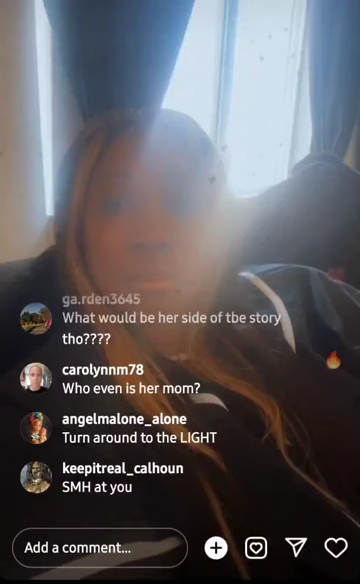 ga.rden3645
What would be her side of tbe story
tho????
carolynnm78
Who even is her mom?
angelmalone_alone
Turn around to the LIGHT
keepitreal_calhoun
SMH at you
Add a comment...